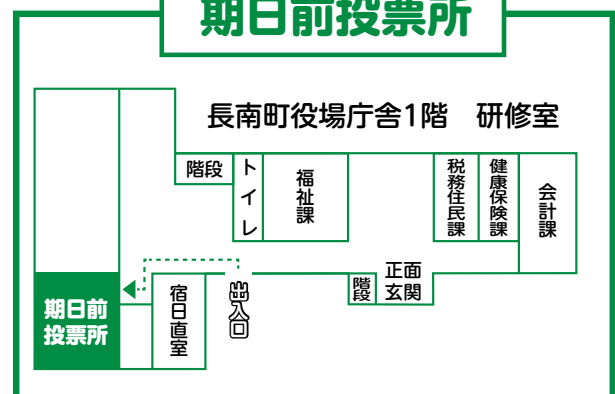 期日前投票所
長南町役場庁舎1階　研修室
階段
トイレ
福祉課
税務住民課
健康保険課
会計課
期日前
投票所
宿日直室
出入口
階段
正面
玄関